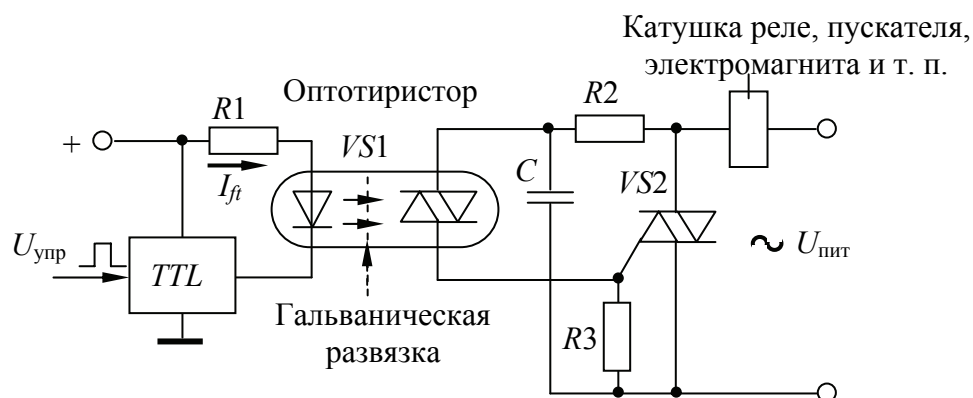 Катушка реле, пускателя,
электромагнита и т. п.
Оптотиристор
R1
R2
+
VS1
I_ft
C
VS2
U_упр
TTL
U_пит
Гальваническая
развязка
R3